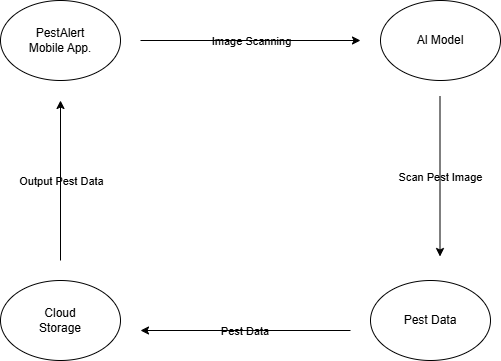 PestAlert
Mobile App.
Image Scanning
AI Model
Output Pest Data
Scan Pest Image
Cloud
Storage
Pest Data
Pest Data